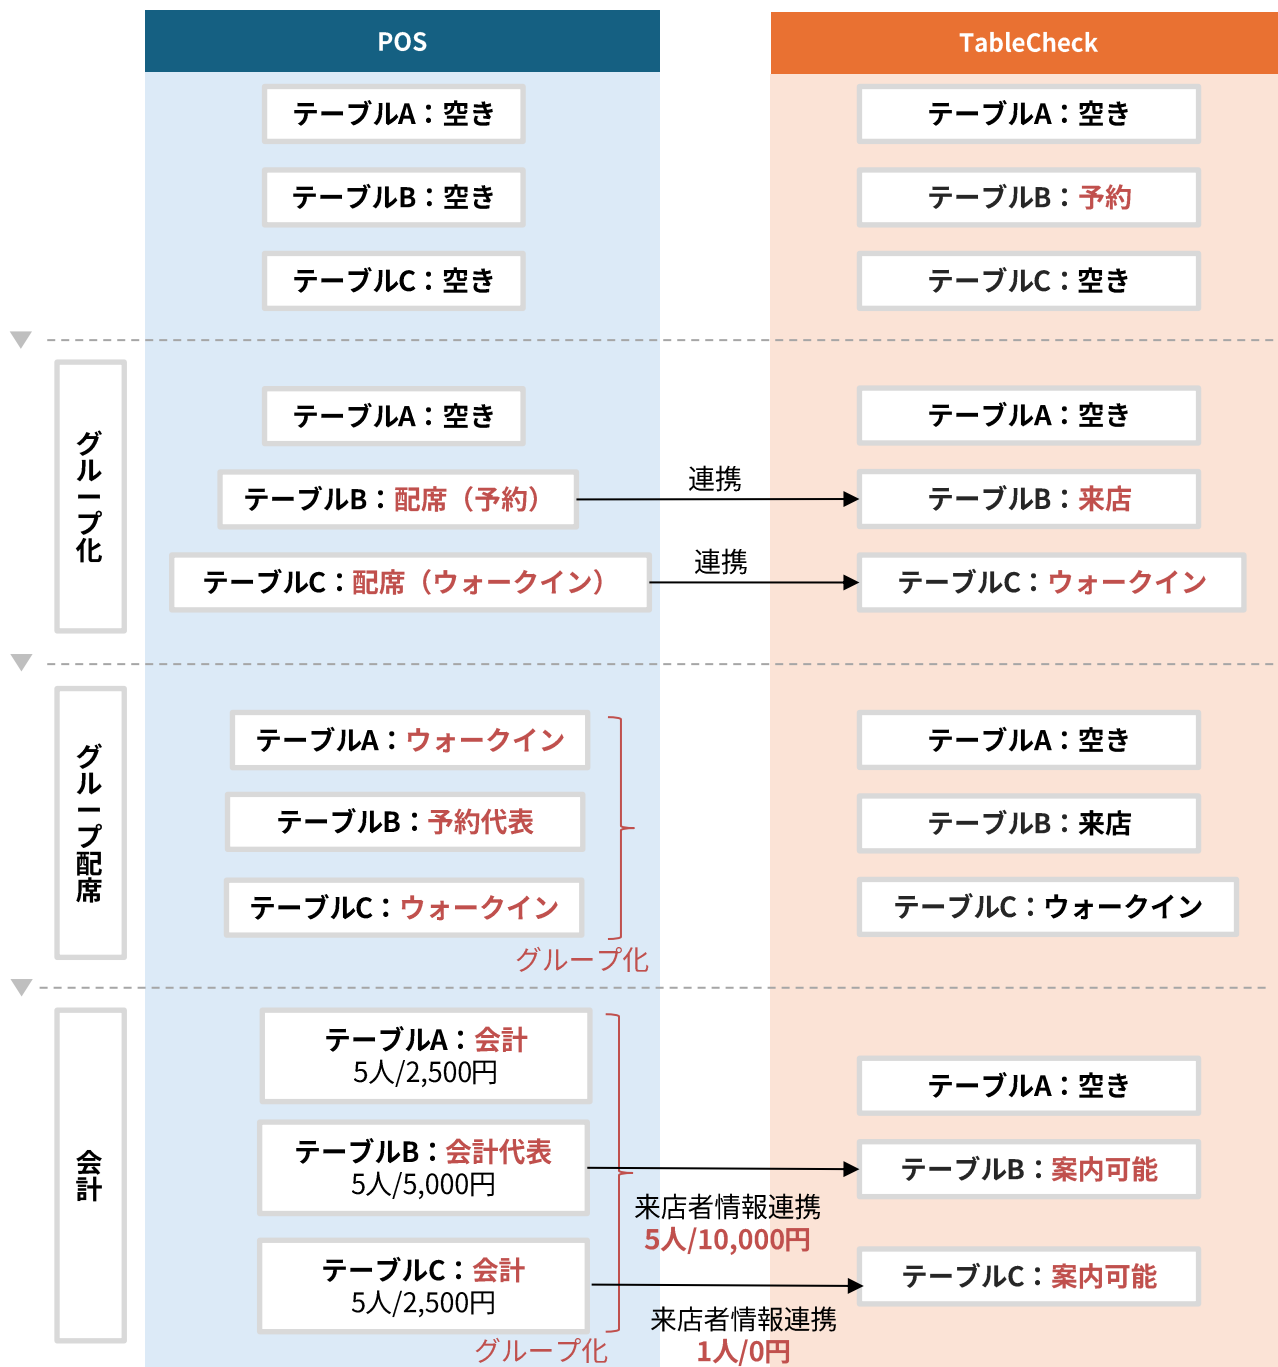 POS
TableCheck
テーブルA：空き
テーブルA：空き
テーブルB：空き
テーブルB：予約
テーブルC：空き
テーブルC：空き
グループ化
テーブルA：空き
テーブルA：空き
テーブルB：配席（予約）
連携
テーブルB：来店
テーブルC：配席（ウォークイン）
連携
テーブルC：ウォークイン
グループ配席
テーブルA：ウォークイン
テーブルA：空き
テーブルB：予約代表
テーブルB：来店
テーブルC：ウォークイン
テーブルC：ウォークイン
グループ化
会計
テーブルA：会計
5人/2,500円
テーブルA：空き
テーブルB：会計代表
5人/5,000円
テーブルB：案内可能
来店者情報連携
5人/10,000円
テーブルC：会計
5人/2,500円
テーブルC：案内可能
来店者情報連携
1人/0円
グループ化